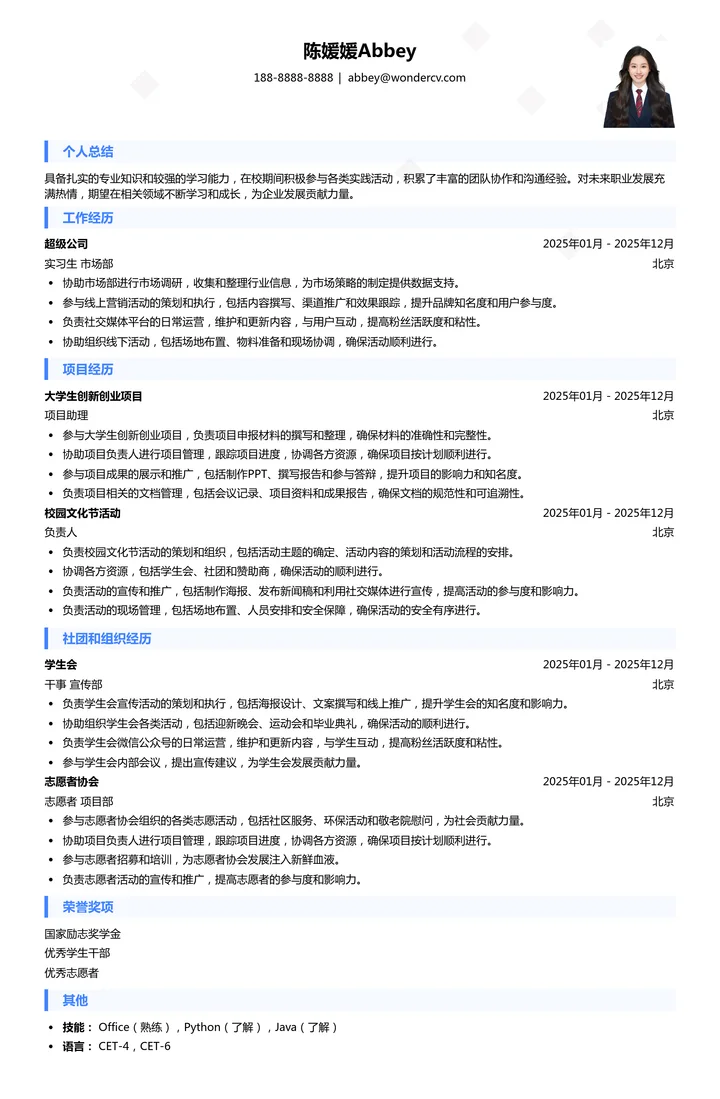 陈媛媛Abbey
188-8888-8888 | abbey@wondercv.com
个人总结
具备扎实的专业知识和较强的学习能力，在校期间积极参与各类实践活动，积累了丰富的团队协作和沟通经验。对未来职业发展充
满热情，期望在相关领域不断学习和成长，为企业发展贡献力量。
工作经历
超级公司 2025年01月 - 2025年12月
实习生 市场部 北京
• 协助市场部进行市场调研，收集和整理行业信息，为市场策略的制定提供数据支持。
• 参与线上营销活动的策划和执行，包括内容撰写、渠道推广和效果跟踪，提升品牌知名度和用户参与度。
• 负责社交媒体平台的日常运营，维护和更新内容，与用户互动，提高粉丝活跃度和粘性。
• 协助组织线下活动，包括场地布置、物料准备和现场协调，确保活动顺利进行。
项目经历
大学生创新创业项目 2025年01月 - 2025年12月
项目助理 北京
• 参与大学生创新创业项目，负责项目申报材料的撰写和整理，确保材料的准确性和完整性。
• 协助项目负责人进行项目管理，跟踪项目进度，协调各方资源，确保项目按计划顺利进行。
• 参与项目成果的展示和推广，包括制作PPT、撰写报告和参与答辩，提升项目的影响力和知名度。
• 负责项目相关的文档管理，包括会议记录、项目资料和成果报告，确保文档的规范性和可追溯性。
校园文化节活动 2025年01月 - 2025年12月
负责人 北京
• 负责校园文化节活动的策划和组织，包括活动主题的确定、活动内容的策划和活动流程的安排。
• 协调各方资源，包括学生会、社团和赞助商，确保活动的顺利进行。
• 负责活动的宣传和推广，包括制作海报、发布新闻稿和利用社交媒体进行宣传，提高活动的参与度和影响力。
• 负责活动的现场管理，包括场地布置、人员安排和安全保障，确保活动的安全有序进行。
社团和组织经历
学生会 2025年01月 - 2025年12月
干事 宣传部 北京
• 负责学生会宣传活动的策划和执行，包括海报设计、文案撰写和线上推广，提升学生会的知名度和影响力。
• 协助组织学生会各类活动，包括迎新晚会、运动会和毕业典礼，确保活动的顺利进行。
• 负责学生会微信公众号的日常运营，维护和更新内容，与学生互动，提高粉丝活跃度和粘性。
• 参与学生会内部会议，提出宣传建议，为学生会发展贡献力量。
志愿者协会 2025年01月 - 2025年12月
志愿者 项目部 北京
• 参与志愿者协会组织的各类志愿活动，包括社区服务、环保活动和敬老院慰问，为社会贡献力量。
• 协助项目负责人进行项目管理，跟踪项目进度，协调各方资源，确保项目按计划顺利进行。
• 参与志愿者招募和培训，为志愿者协会发展注入新鲜血液。
• 负责志愿者活动的宣传和推广，提高志愿者的参与度和影响力。
荣誉奖项
国家励志奖学金
优秀学生干部
优秀志愿者
其他
• 技能： Office（熟练），Python（了解），Java（了解）
• 语言： CET-4，CET-6